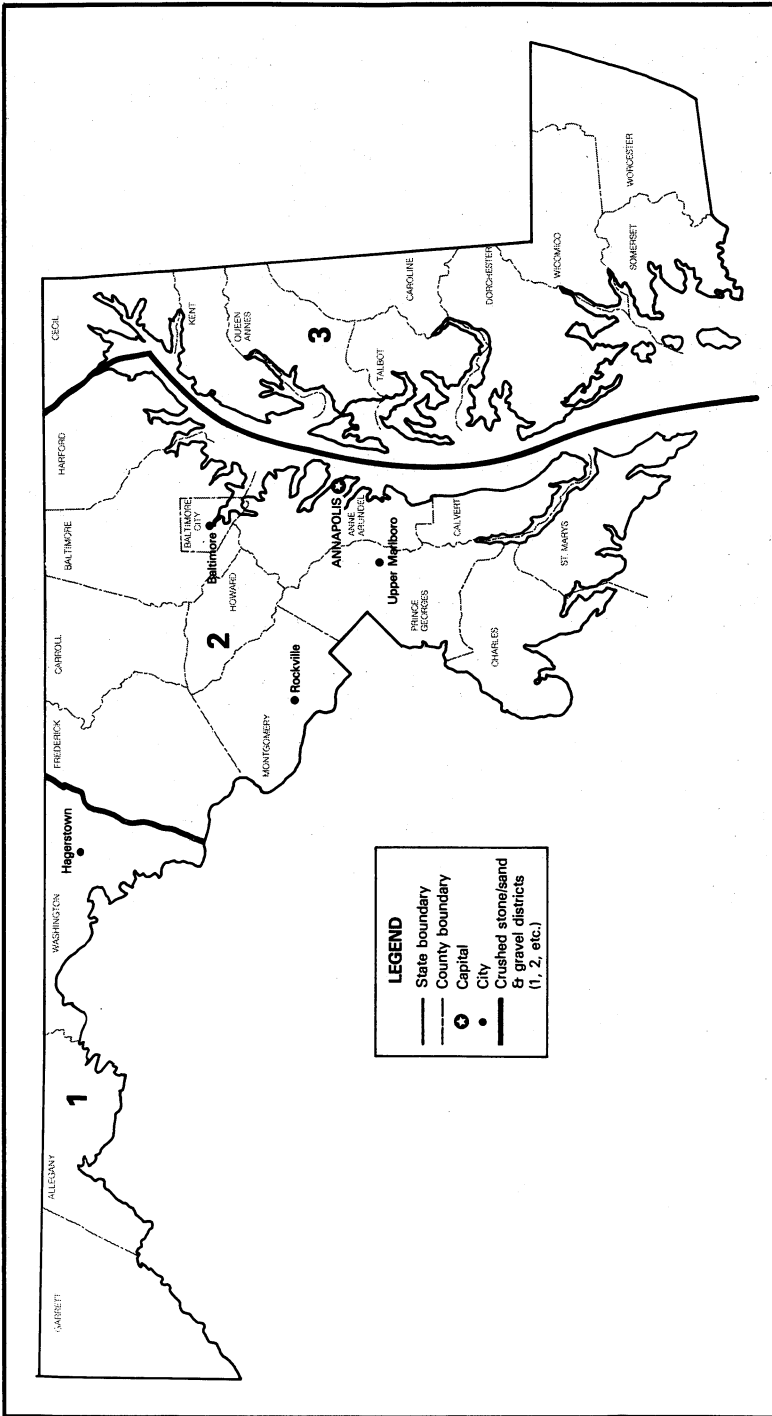 GARRETT
ALLEGANY
1
WASHINGTON
Hagerstown
FREDERICK
CARROLL
BALTIMORE
HARFORD
CECIL
2
HOWARD
BALTIMORE
CITY
Baltimore
MONTGOMERY
Rockville
ANNAPOLIS
ANNE
ARUNDEL
Upper Marlboro
PRINCE
GEORGES
CALVERT
CHARLES
ST. MARYS
KENT
QUEEN
ANNES
3
TALBOT
CAROLINE
DORCHESTER
WICOMICO
SOMERSET
WORCESTER
LEGEND
State boundary
County boundary
Capital
City
Crushed stone/sand
& gravel districts
(1, 2, etc.)